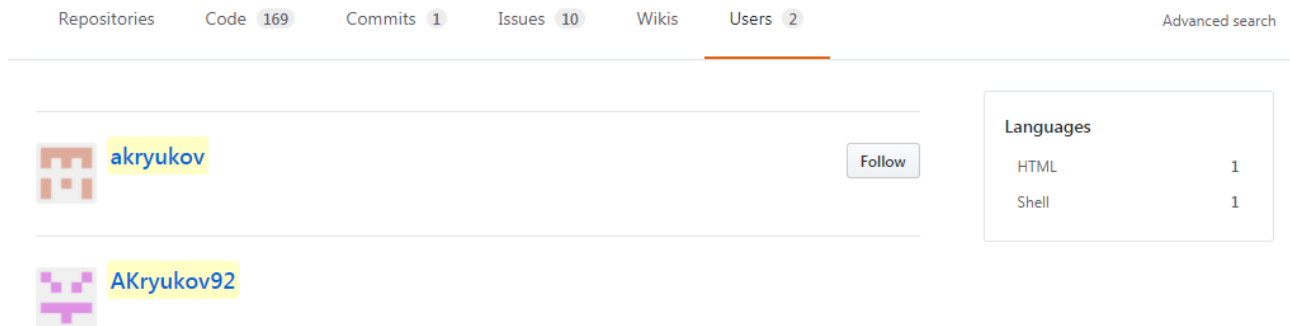 Repositories Code 169 Commits 1 Issues 10 Wikis Users 2 Advanced search
akryukov
Follow
AKryukov92
Languages
HTML 1
Shell 1